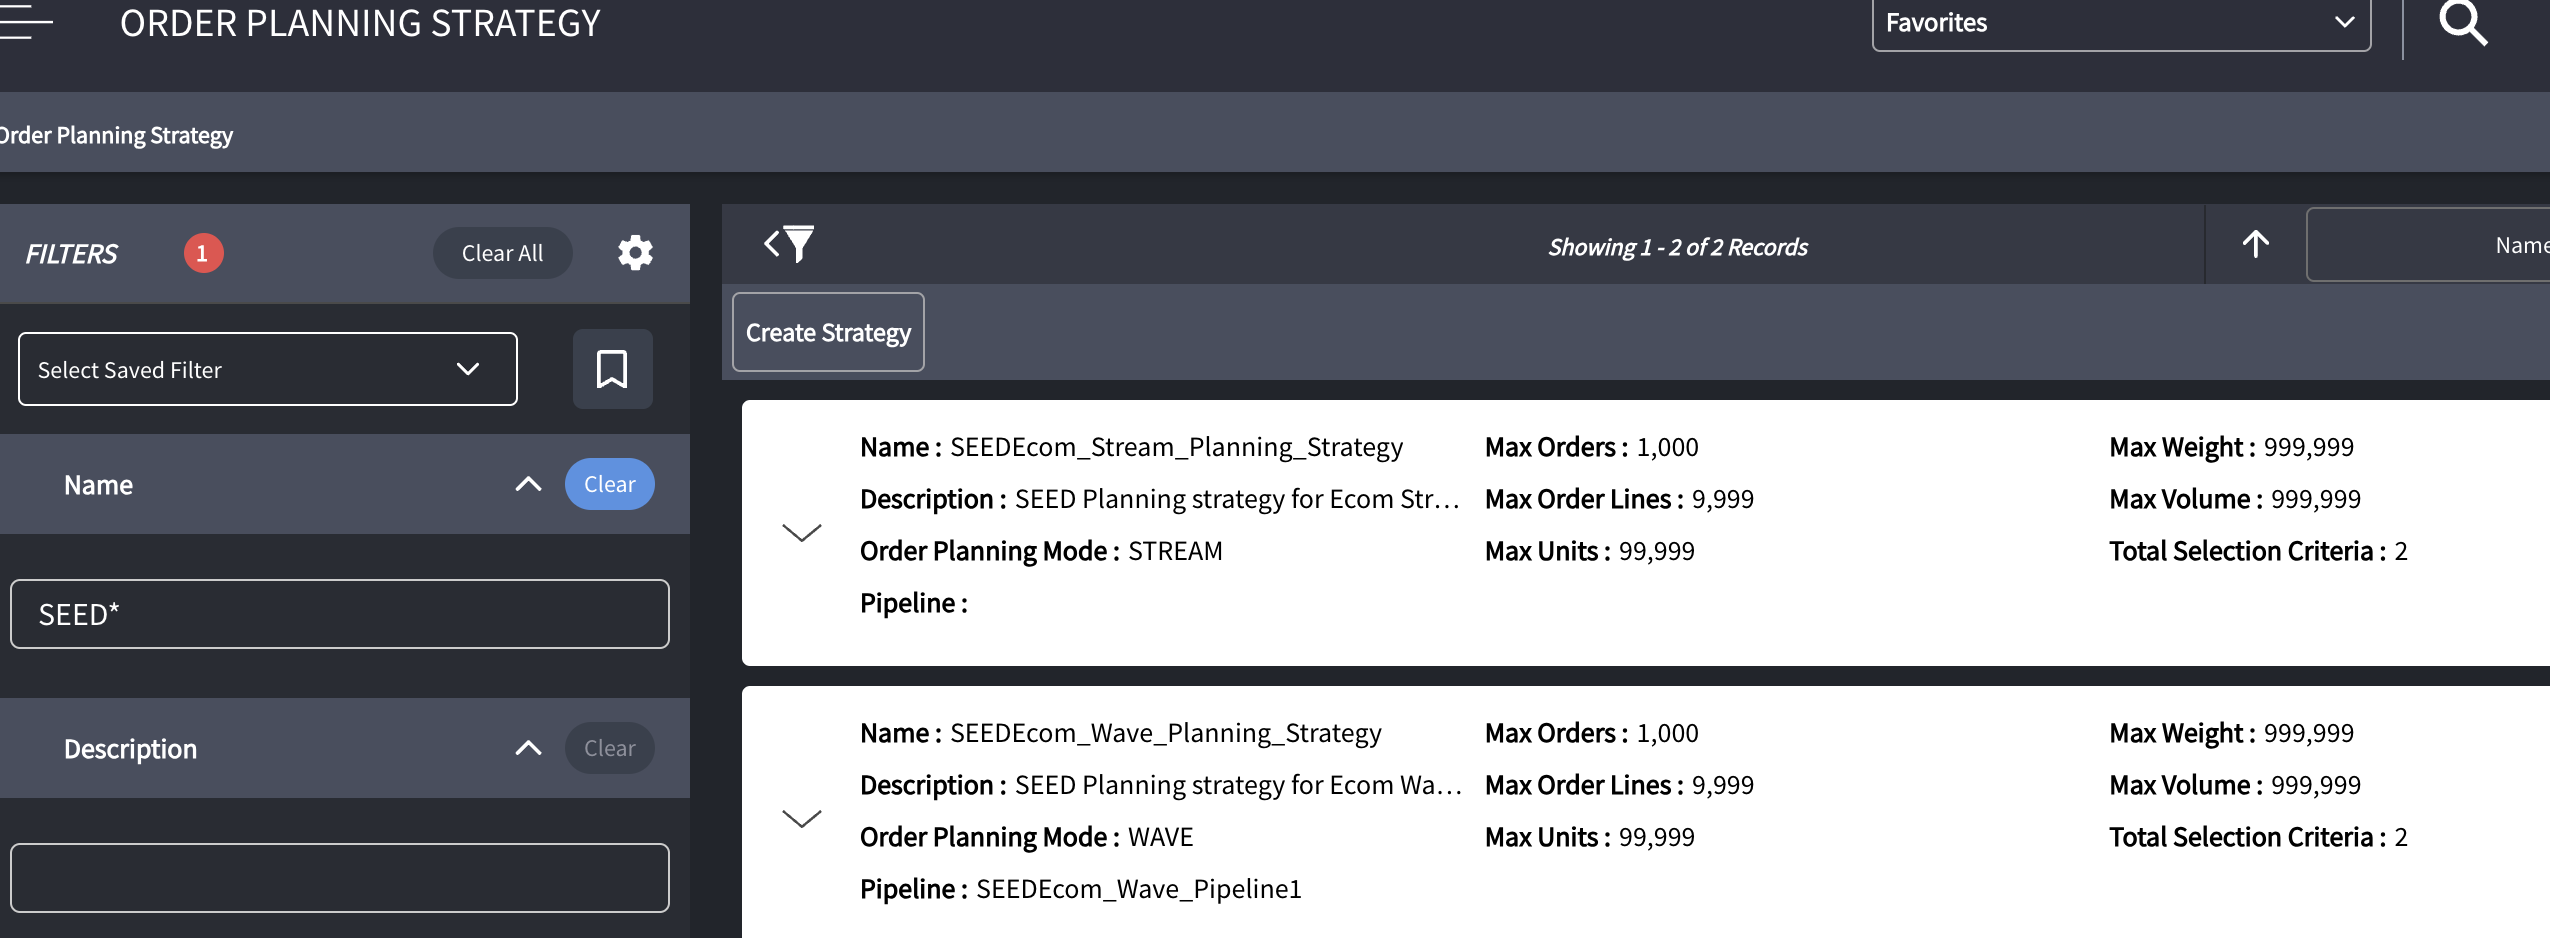 ORDER PLANNING STRATEGY
Favorites
Order Planning Strategy
FILTERS 1 Clear All
Showing 1 - 2 of 2 Records
Name
Select Saved Filter
Create Strategy
Name Clear
SEED*
Description Clear
Name : SEEDEcom_Stream_Planning_Strategy
Description : SEED Planning strategy for Ecom Str...
Order Planning Mode : STREAM
Pipeline :
Max Orders : 1,000
Max Order Lines : 9,999
Max Units : 99,999
Max Weight : 999,999
Max Volume : 999,999
Total Selection Criteria : 2
Name : SEEDEcom_Wave_Planning_Strategy
Description : SEED Planning strategy for Ecom Wa...
Order Planning Mode : WAVE
Pipeline : SEEDEcom_Wave_Pipeline1
Max Orders : 1,000
Max Order Lines : 9,999
Max Units : 99,999
Max Weight : 999,999
Max Volume : 999,999
Total Selection Criteria : 2